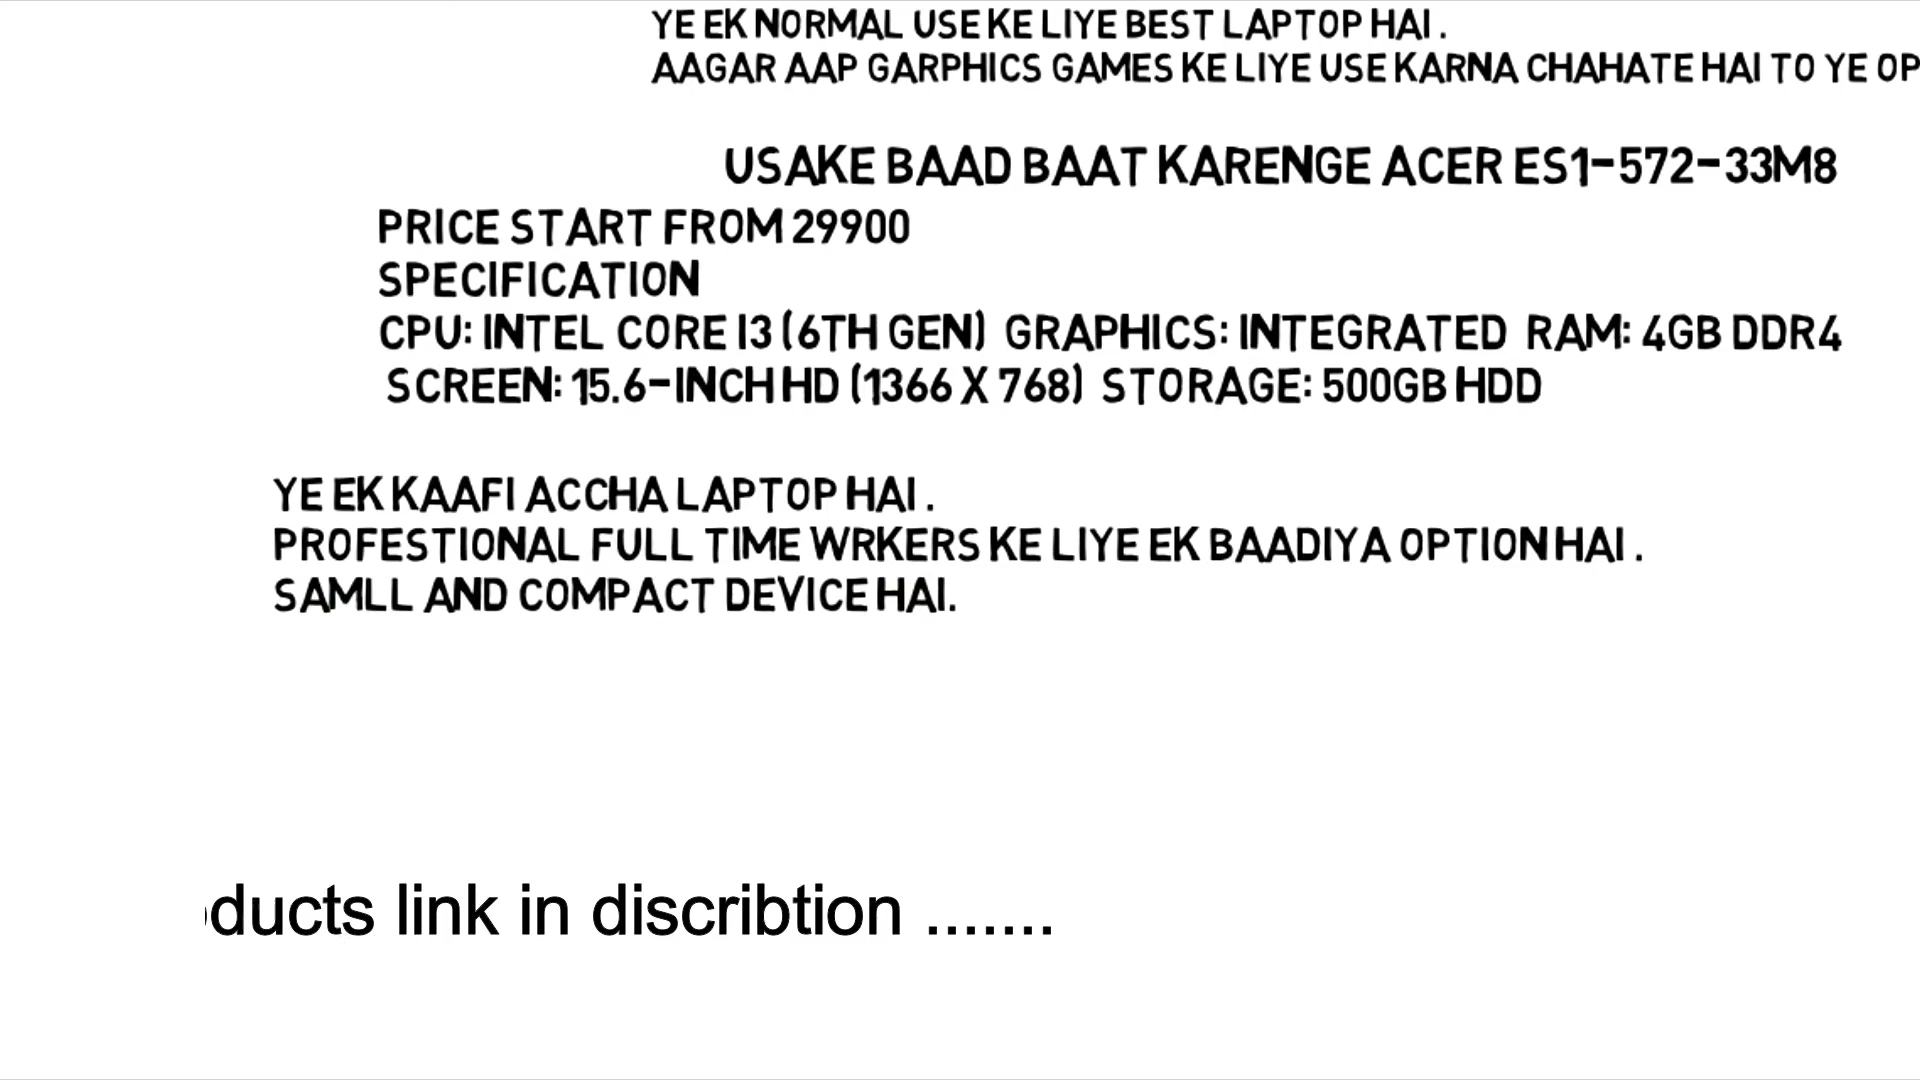 YE EK NORMAL USE KE LIYE BEST LAPTOP HAI .
AAGAR AAP GARPHICS GAMES KE LIYE USE KARNA CHAHATE HAI TO YE
USAKE BAAD BAAT KARENGE ACER ES1-572-33M8
PRICE START FROM 29900
SPECIFICATION
CPU: INTEL CORE I3 (6TH GEN) GRAPHICS: INTEGRATED RAM: 4GB DDR4
SCREEN: 15.6-INCH HD (1366 X 768) STORAGE: 500GB HDD
YE EK KAAFI ACCHA LAPTOP HAI .
PROFESTIONAL FULL TIME WRKERS KE LIYE EK BAADIYA OPTION HAI .
SAMLL AND COMPACT DEVICE HAI.
ducts link in discribtion .......